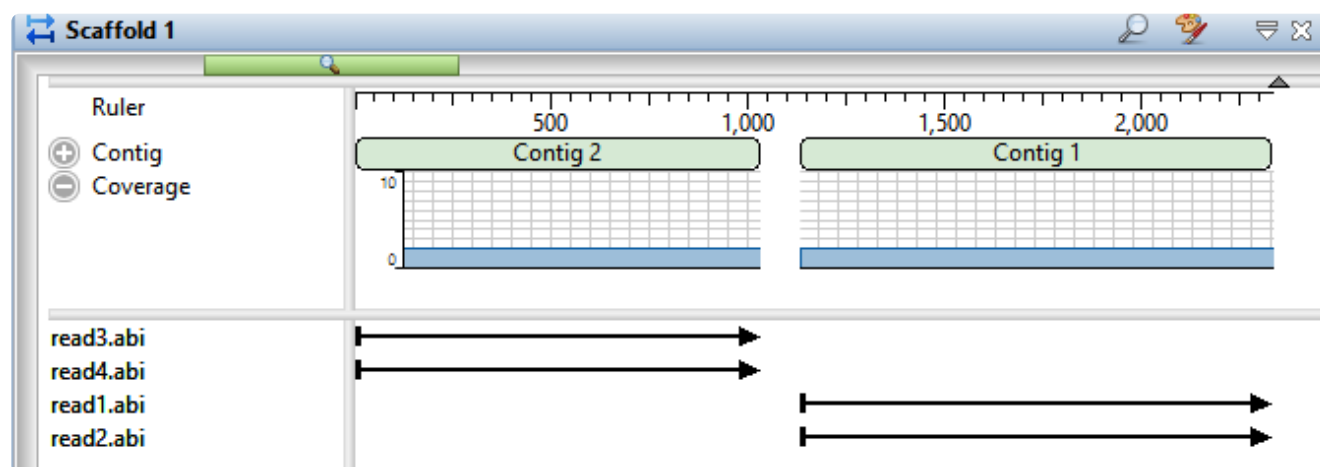 Scaffold 1
Ruler
500 1,000 1,500 2,000
Contig Contig 2 Contig 1
Coverage 10
0
read3.abi
read4.abi
read1.abi
read2.abi